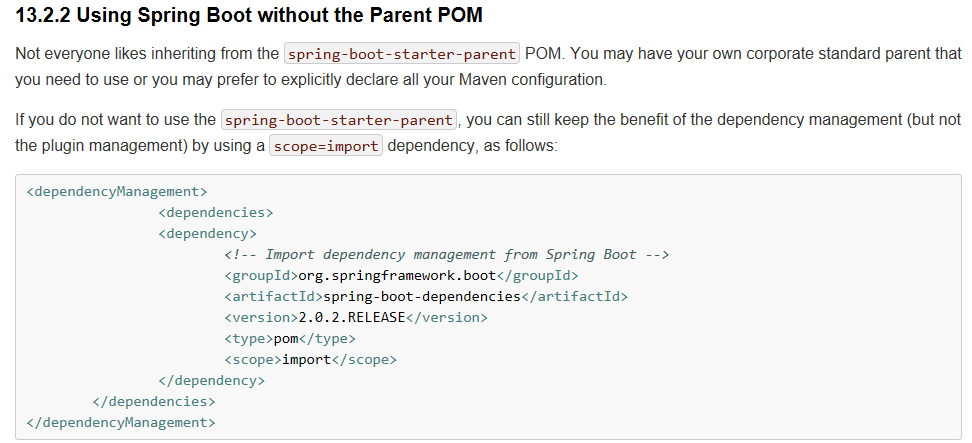 13.2.2 Using Spring Boot without the Parent POM
Not everyone likes inheriting from the spring-boot-starter-parent POM. You may have your own corporate standard parent that
you need to use or you may prefer to explicitly declare all your Maven configuration.
If you do not want to use the spring-boot-starter-parent, you can still keep the benefit of the dependency management (but not
the plugin management) by using a scope=import dependency, as follows:
<dependencyManagement>
<dependencies>
<dependency>
<!-- Import dependency management from Spring Boot -->
<groupId>org.springframework.boot</groupId>
<artifactId>spring-boot-dependencies</artifactId>
<version>2.0.2.RELEASE</version>
<type>pom</type>
<scope>import</scope>
</dependency>
</dependencies>
</dependencyManagement>